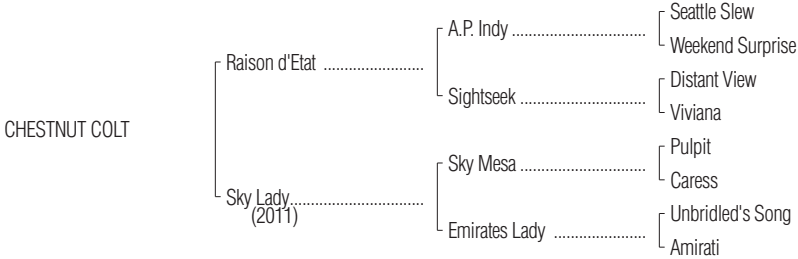 Seattle Slew
A.P. Indy ....................................
Weekend Surprise
Raison d'Etat ...........................
Distant View
Sightseek ..................................
Viviana
CHESTNUT COLT
Pulpit
Sky Mesa ..................................
Caress
Sky Lady....................................
(2011)
Unbridled's Song
Emirates Lady .........................
Amirati